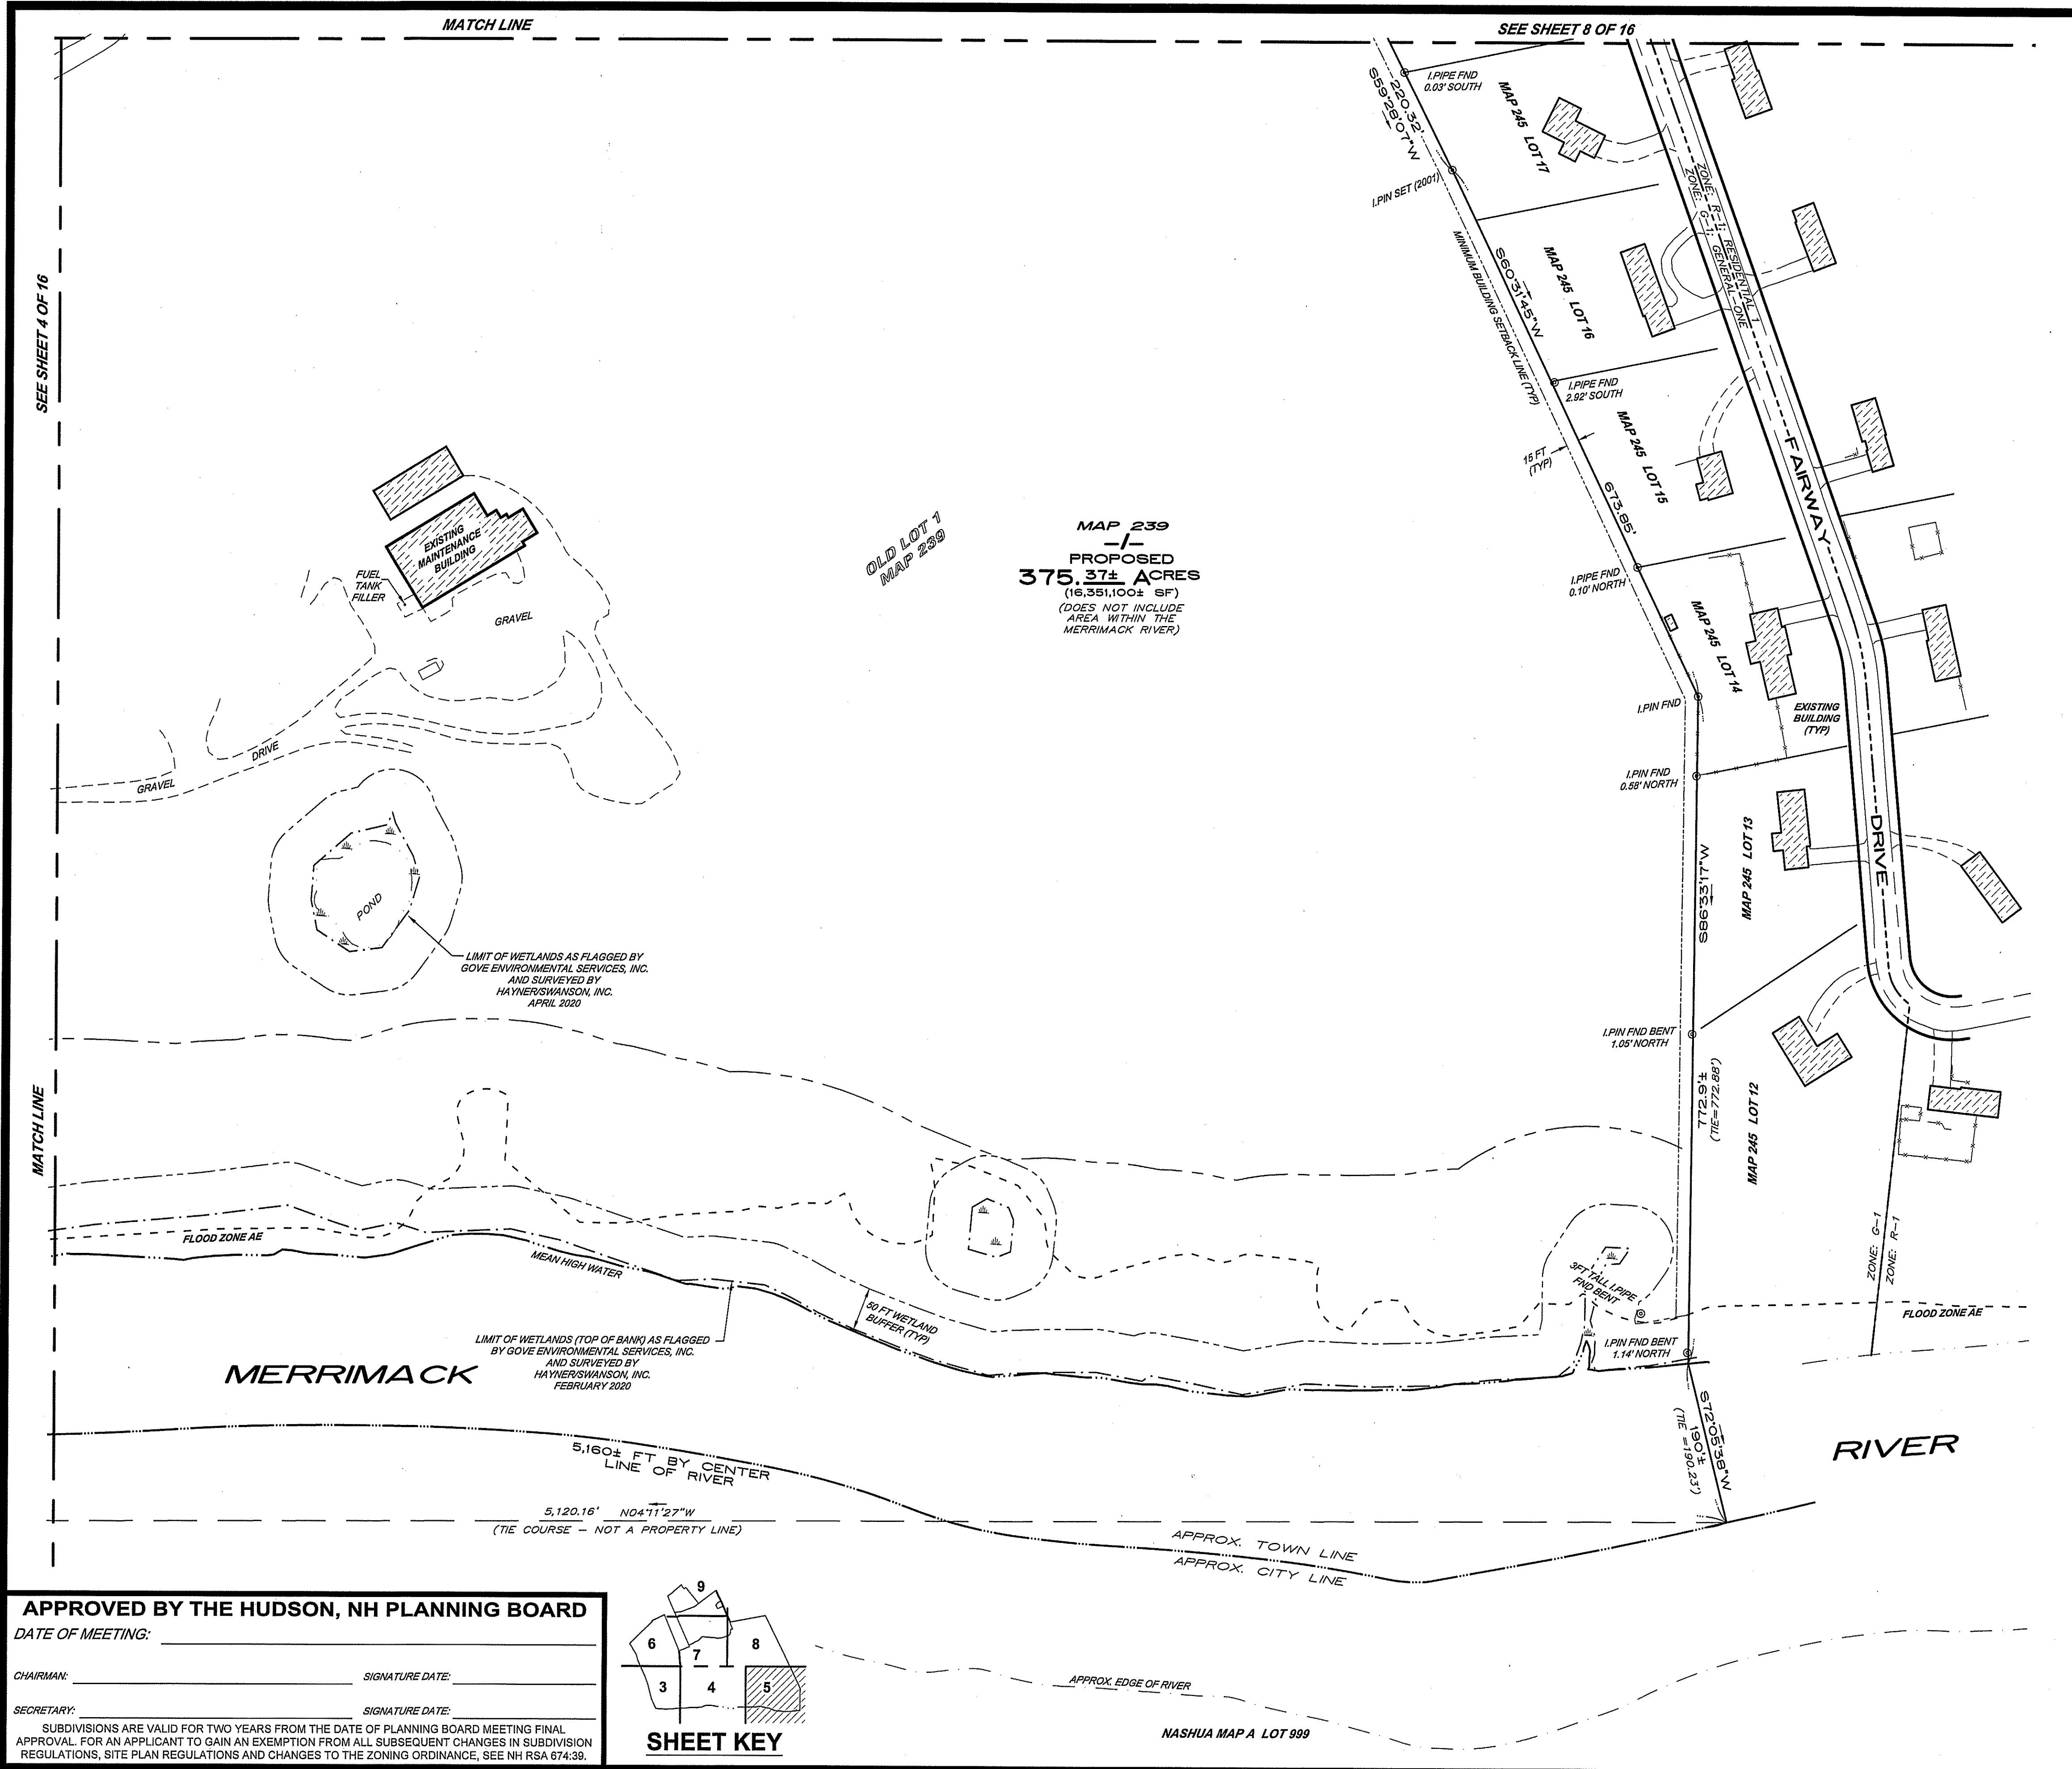 MATCH LINE
SEE SHEET 8 OF 16
SEE SHEET 4 OF 16
MATCH LINE
I.PIPE FND
0.03' SOUTH
220.32'
S59°28'07"W
I.PIN SET (2001)
MAP 245 LOT 17
ZONE: R-1; RESIDENTIAL 1
ZONE: G-1; GENERAL-ONE
MINIMUM BUILDING SETBACK LINE (TYP)
S60°31'45"W
MAP 245 LOT 16
I.PIPE FND
2.92' SOUTH
15 FT
(TYP)
MAP 245 LOT 15
673.85'
FAIRWAY
DRIVE
I.PIPE FND
0.10' NORTH
MAP 245 LOT 14
I.PIN FND
EXISTING
BUILDING
(TYP)
I.PIN FND
0.58' NORTH
S86°33'17"W
MAP 245 LOT 13
I.PIN FND BENT
1.05' NORTH
772.9'±
(TIE=772.88')
MAP 245 LOT 12
ZONE: G-1
ZONE: R-1
FLOOD ZONE AE
3FT TALL I.PIPE
FND BENT
I.PIN FND BENT
1.14' NORTH
S72°05'38"W
190'±
(TIE =190.23')
RIVER
EXISTING
MAINTENANCE
BUILDING
FUEL
TANK
FILLER
GRAVEL
GRAVEL
DRIVE
POND
LIMIT OF WETLANDS AS FLAGGED BY
GOVE ENVIRONMENTAL SERVICES, INC.
AND SURVEYED BY
HAYNER/SWANSON, INC.
APRIL 2020
OLD LOT 1
MAP 239
MAP 239
-1-
PROPOSED
375.37± ACRES
(16,351,100± SF)
(DOES NOT INCLUDE
AREA WITHIN THE
MERRIMACK RIVER)
FLOOD ZONE AE
MEAN HIGH WATER
50 FT WETLAND
BUFFER (TYP)
LIMIT OF WETLANDS (TOP OF BANK) AS FLAGGED
BY GOVE ENVIRONMENTAL SERVICES, INC.
AND SURVEYED BY
HAYNER/SWANSON, INC.
FEBRUARY 2020
MERRIMACK
5,160± FT BY CENTER
LINE OF RIVER
5,120.16' N04°11'27"W
(TIE COURSE – NOT A PROPERTY LINE)
APPROX. TOWN LINE
APPROX. CITY LINE
APPROX. EDGE OF RIVER
NASHUA MAP A LOT 999
APPROVED BY THE HUDSON, NH PLANNING BOARD
DATE OF MEETING:
CHAIRMAN: SIGNATURE DATE:
SECRETARY: SIGNATURE DATE:
SUBDIVISIONS ARE VALID FOR TWO YEARS FROM THE DATE OF PLANNING BOARD MEETING FINAL
APPROVAL. FOR AN APPLICANT TO GAIN AN EXEMPTION FROM ALL SUBSEQUENT CHANGES IN SUBDIVISION
REGULATIONS, SITE PLAN REGULATIONS AND CHANGES TO THE ZONING ORDINANCE, SEE NH RSA 674:39.
9
6
7
8
3
4
5
SHEET KEY